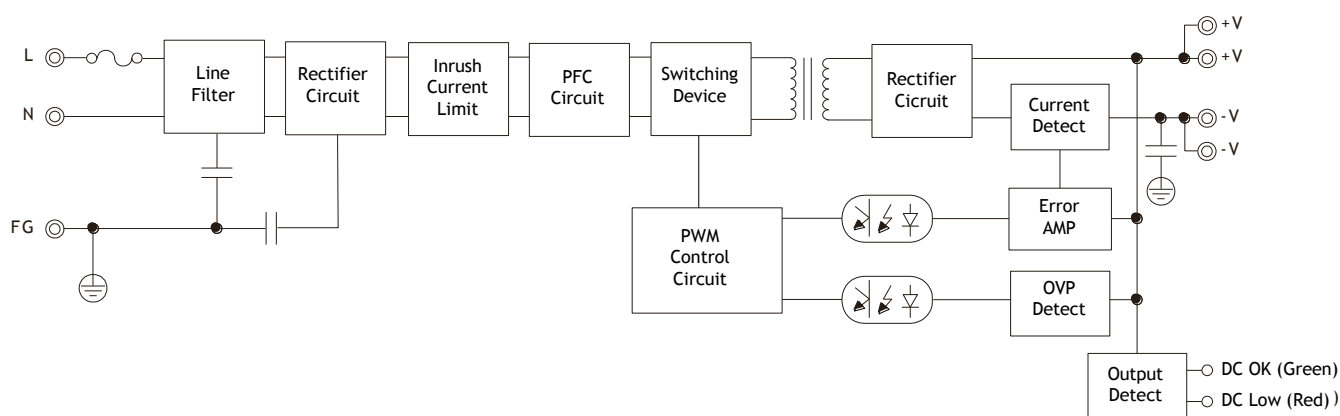 +V
L
+V
Line
Filter
Rectifier
Circuit
Inrush
Current
Limit
PFC
Circuit
Switching
Device
Rectifier
Cicruit
Current
Detect
N
-V
-V
FG
PWM
Control
Circuit
Error
AMP
OVP
Detect
Output
Detect
DC OK (Green)
DC Low (Red) )